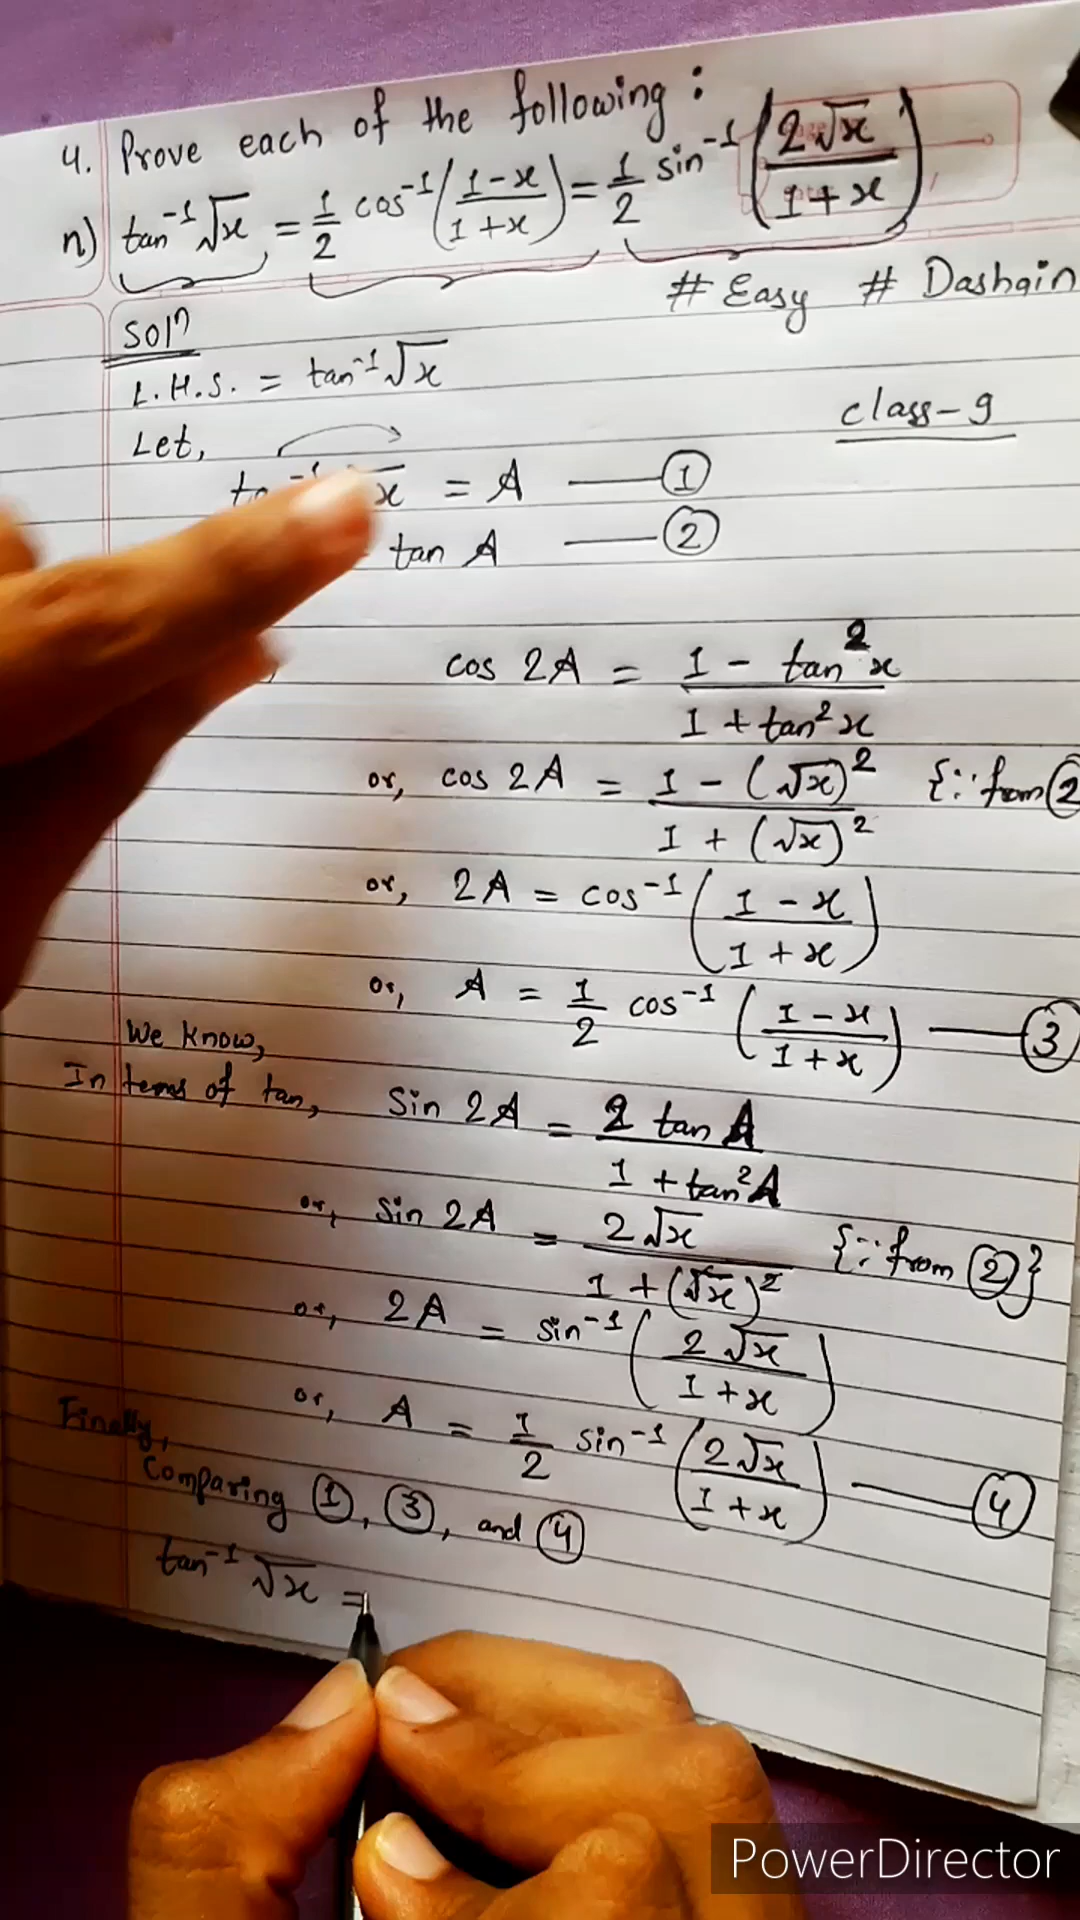 4. Prove each of the following :
n) tan⁻¹√x = 1/2 cos⁻¹((1-x)/(1+x)) = 1/2 sin⁻¹(2√x/(1+x))
# Easy # Dashain
Solⁿ
L.H.S. = tan⁻¹√x
class-9
Let,
x = A — ①
tan A — ②
cos 2A = (1 - tan²x)/(1 + tan²x)
or, cos 2A = (1 - (√x)²)/(1 + (√x)²) {∵ from ②
or, 2A = cos⁻¹((1-x)/(1+x))
or, A = 1/2 cos⁻¹((1-x)/(1+x)) — ③
We know,
In terms of tan, Sin 2A = (2 tan A)/(1 + tan²A)
or, Sin 2A = 2√x/(1+(√x)²) {∵ from ②}
or, 2A = sin⁻¹(2√x/(1+x))
or, A = 1/2 sin⁻¹(2√x/(1+x)) — ④
Finally,
Comparing ①, ③, and ④
tan⁻¹√x =
PowerDirector